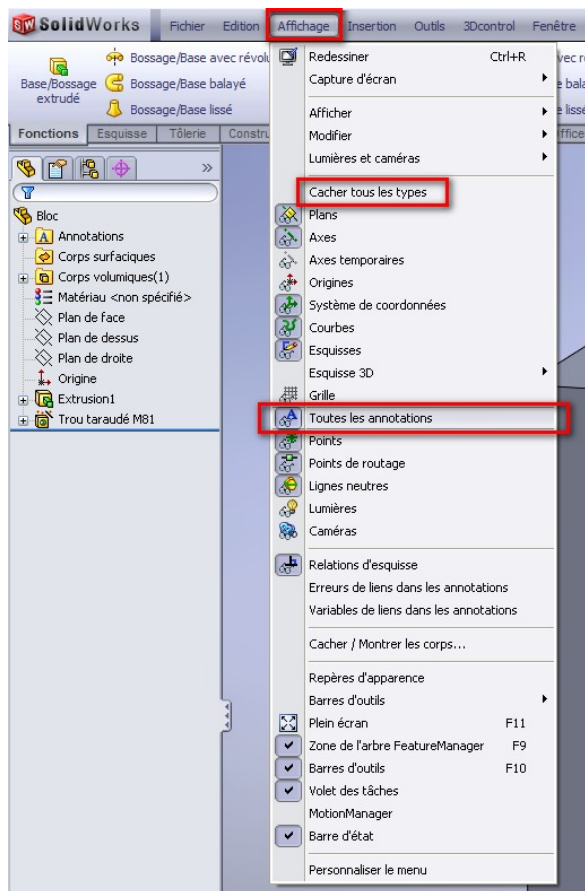 SolidWorks Fichier Edition Affichage Insertion Outils 3Dcontrol Fenêtre
Base/Bossage extrudé
Bossage/Base avec révolu
Bossage/Base balayé
Bossage/Base lissé
Fonctions Esquisse Tôlerie Constru
Bloc
Annotations
Corps surfaciques
Corps volumiques(1)
Matériau <non spécifié>
Plan de face
Plan de dessus
Plan de droite
Origine
Extrusion1
Trou taraudé M81
Redessiner Ctrl+R
Capture d'écran
Afficher
Modifier
Lumières et caméras
Cacher tous les types
Plans
Axes
Axes temporaires
Origines
Système de coordonnées
Courbes
Esquisses
Esquisse 3D
Grille
Toutes les annotations
Points
Points de routage
Lignes neutres
Lumières
Caméras
Relations d'esquisse
Erreurs de liens dans les annotations
Variables de liens dans les annotations
Cacher / Montrer les corps...
Repères d'apparence
Barres d'outils
Plein écran F11
Zone de l'arbre FeatureManager F9
Barres d'outils F10
Volet des tâches
MotionManager
Barre d'état
Personnaliser le menu